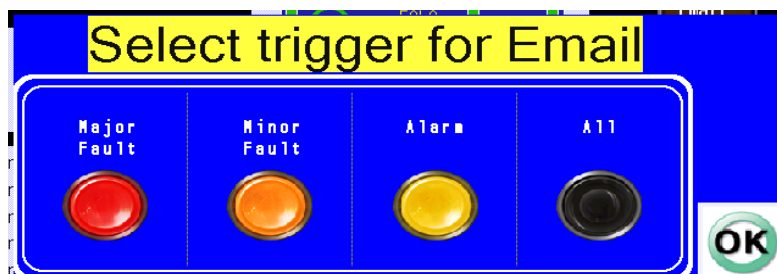 Select trigger for Email
Major Fault
Minor Fault
Alarm
All
OK